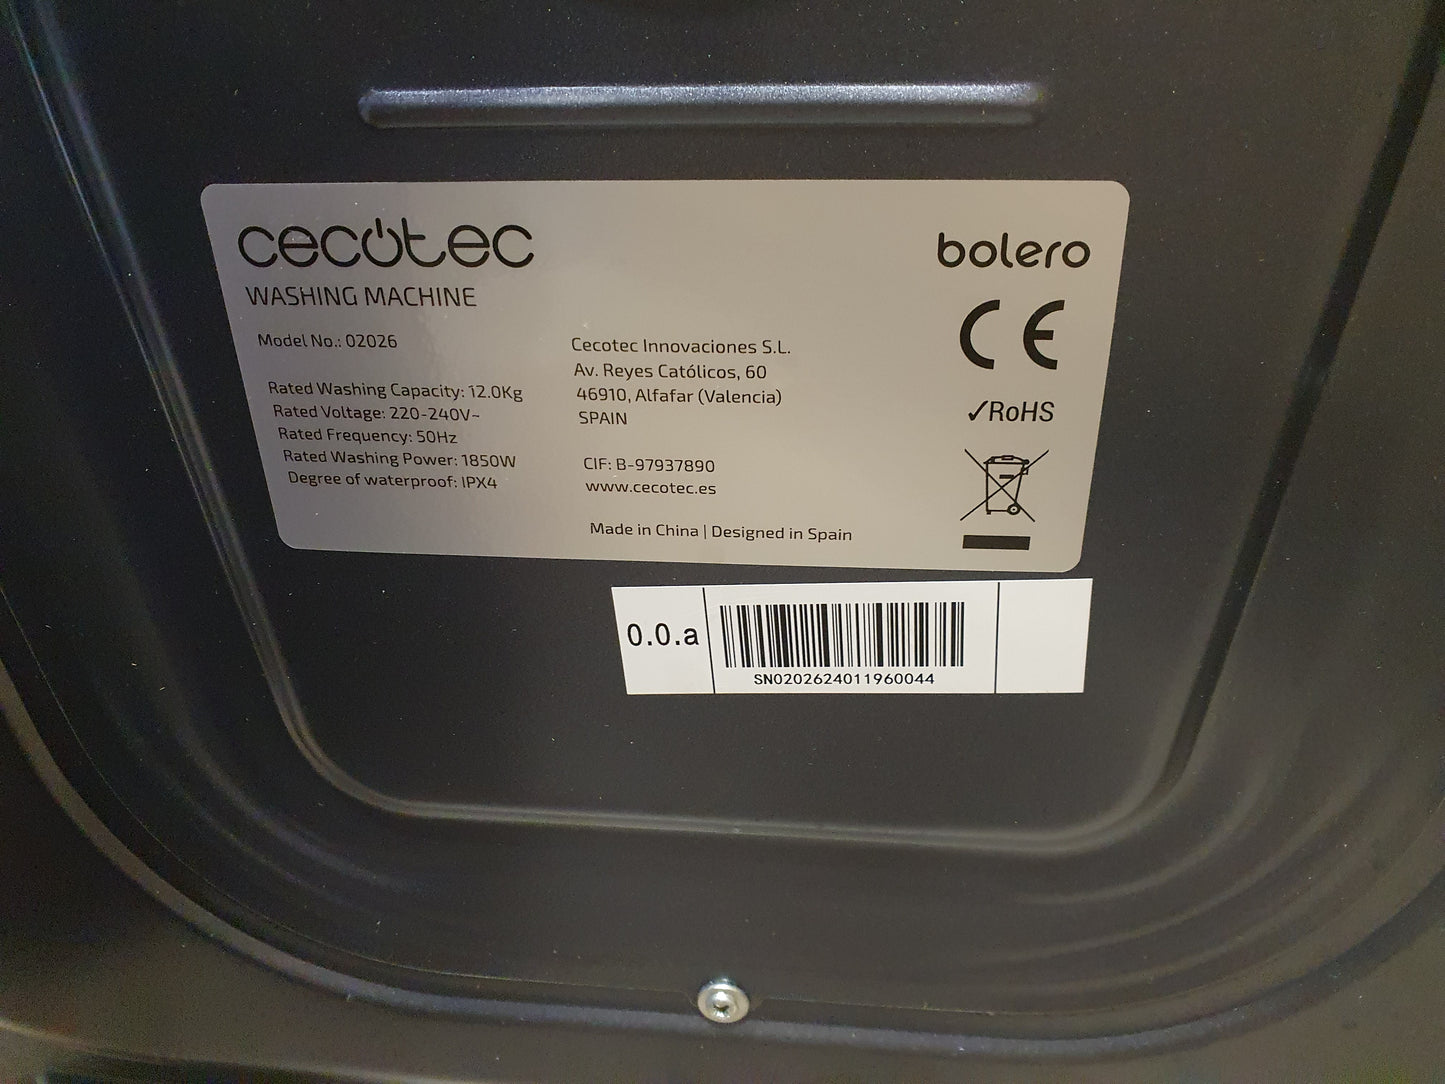 cecotec
WASHING MACHINE
Model No.: 02026
Rated Washing Capacity: 12.0Kg
Rated Voltage: 220-240V~
Rated Frequency: 50Hz
Rated Washing Power: 1850W
Degree of waterproof: IPX4
Cecotec Innovaciones S.L.
Av. Reyes Católicos, 60
46910, Alfafar (Valencia)
SPAIN
CIF: B-97937890
www.cecotec.es
Made in China | Designed in Spain
bolero
CE
✓RoHS
0.0.a
SN0202624011960044